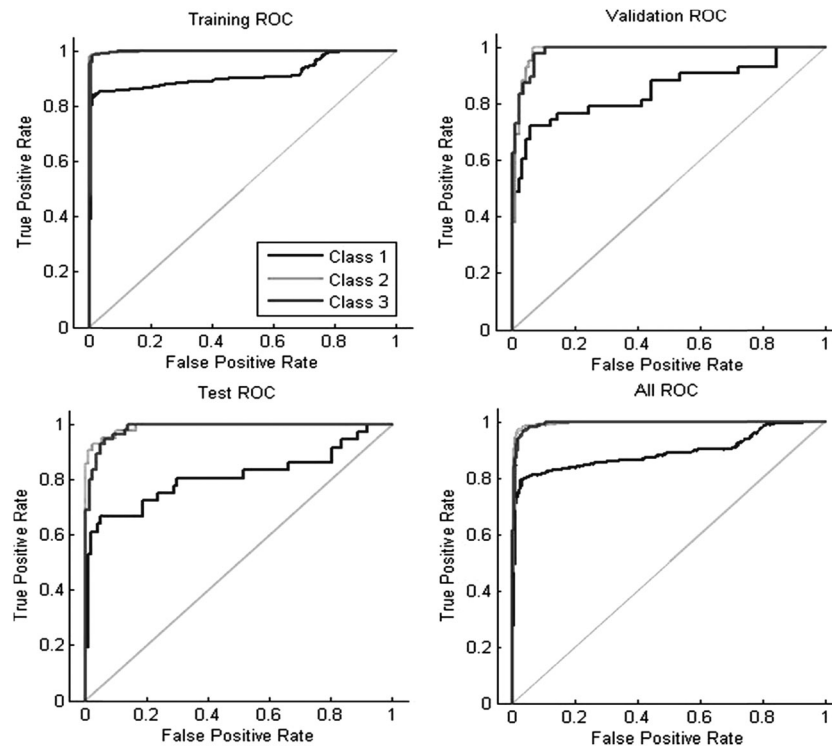 Training ROC
1
0.8
0.6
0.4
0.2
0
True Positive Rate
Class 1
Class 2
Class 3
0 0.2 0.4 0.6 0.8 1
False Positive Rate
Validation ROC
1
0.8
0.6
0.4
0.2
0
True Positive Rate
0 0.2 0.4 0.6 0.8 1
False Positive Rate
Test ROC
1
0.8
0.6
0.4
0.2
0
True Positive Rate
0 0.2 0.4 0.6 0.8 1
False Positive Rate
All ROC
1
0.8
0.6
0.4
0.2
0
True Positive Rate
0 0.2 0.4 0.6 0.8 1
False Positive Rate